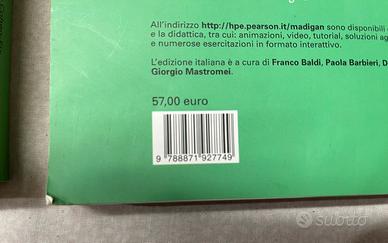 All'indirizzo http://hpe.pearson.it/madigan sono disponibili
e la didattica, tra cui: animazioni, video, tutorial, soluzioni
e numerose esercitazioni in formato interattivo.
L'edizione italiana è a cura di Franco Baldi, Paola Barbieri,
Giorgio Mastromei.
57,00 euro
9 788871 927749
subito